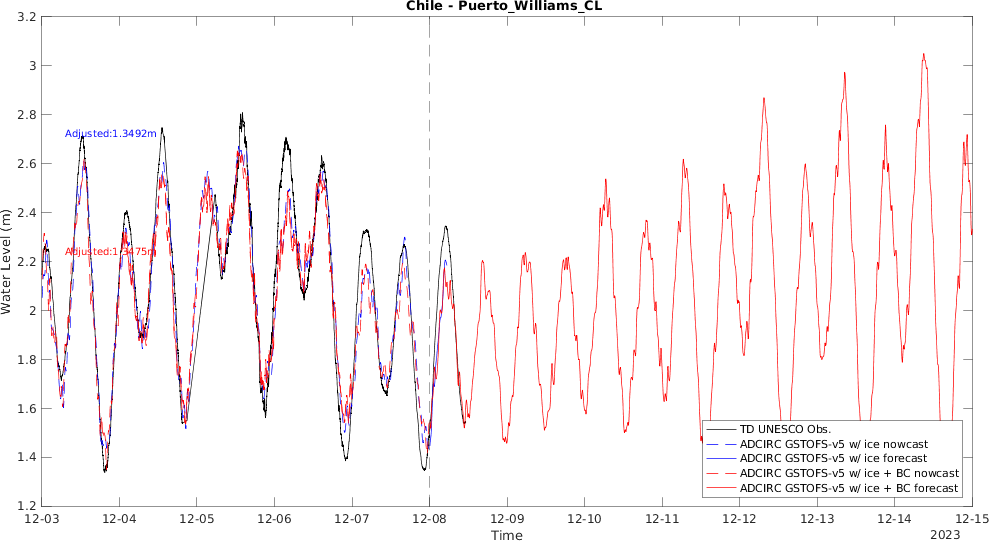 Chile - Puerto_Williams_CL
3.2
3
2.8
2.6
2.4
2.2
2
1.8
1.6
1.4
1.2
Water Level (m)
Adjusted:1.3492m
Adjusted:1.3475m
12-03
12-04
12-05
12-06
12-07
12-08
12-09
12-10
12-11
12-12
12-13
12-14
12-15
Time
2023
TD UNESCO Obs.
ADCIRC GSTOFS-v5 w/ ice nowcast
ADCIRC GSTOFS-v5 w/ ice forecast
ADCIRC GSTOFS-v5 w/ ice + BC nowcast
ADCIRC GSTOFS-v5 w/ ice + BC forecast